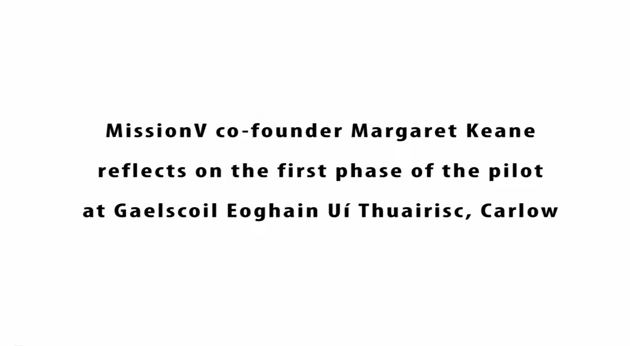 MissionV co-founder Margaret Keane
reflects on the first phase of the pilot
at Gaelscoil Eoghain Uí Thuairisc, Carlow